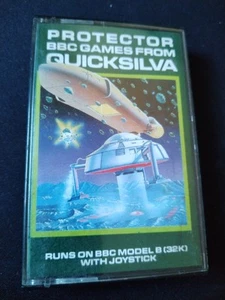 PROTECTOR
BBC GAMES FROM
QUICKSILVA
RUNS ON BBC MODEL B (32K)
WITH JOYSTICK